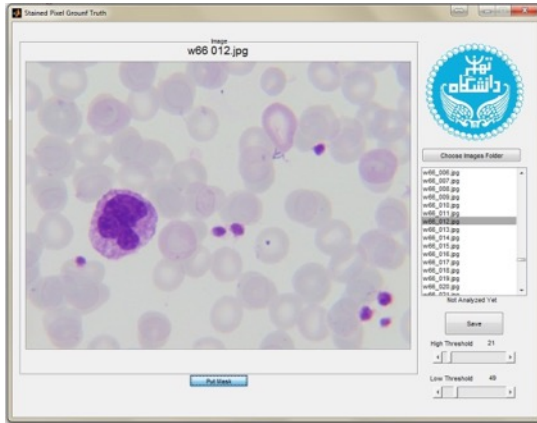 Stained Pixel Grounf Truth
Image
w66 012.jpg
تهران
دانشگاه
Choose Images Folder
w66_006.jpg
w66_007.jpg
w66_008.jpg
w66_009.jpg
w66_010.jpg
w66_011.jpg
w66_012.jpg
w66_013.jpg
w66_014.jpg
w66_015.jpg
w66_016.jpg
w66_017.jpg
w66_018.jpg
w66_019.jpg
w66_020.jpg
w66_021.jpg
Not Analyzed Yet
Save
High Threshold 21
Low Threshold 49
Put Mask